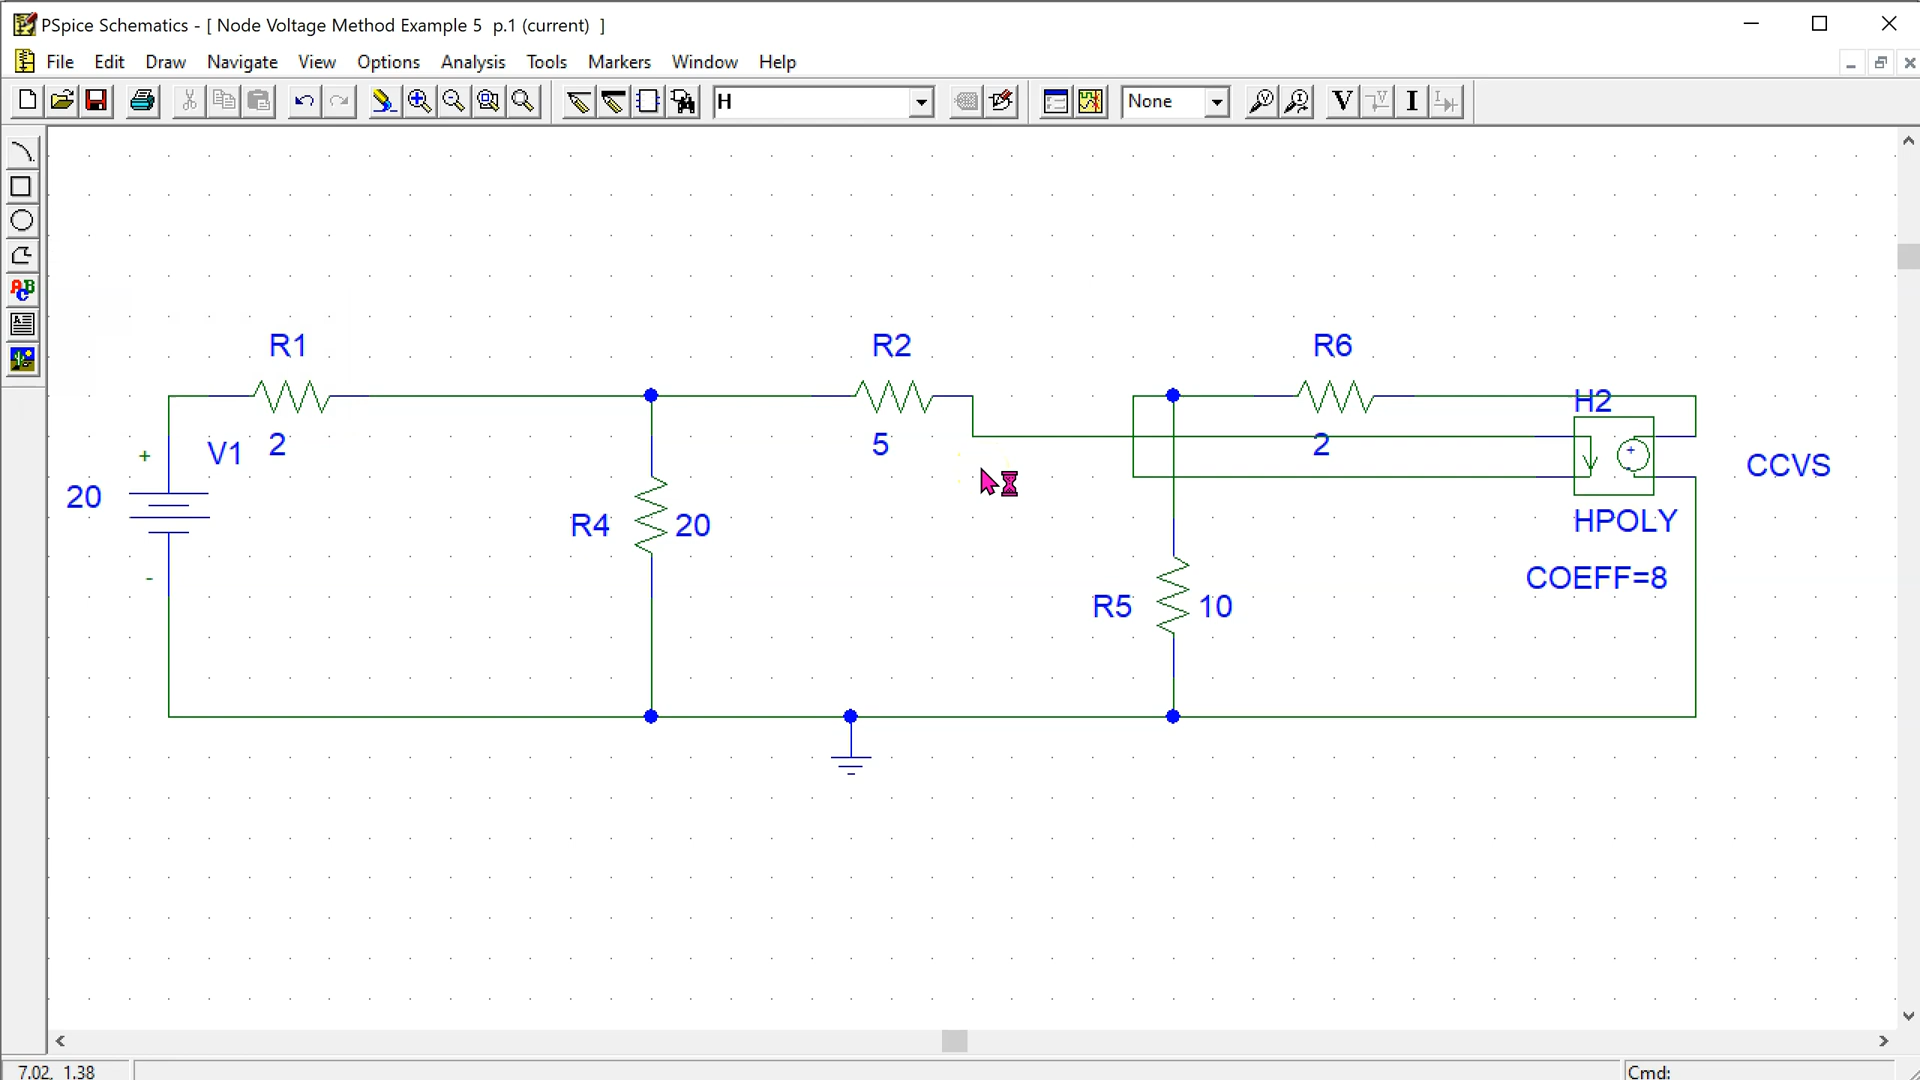 PSpice Schematics - [ Node Voltage Method Example 5 p.1 (current) ]
File Edit Draw Navigate View Options Analysis Tools Markers Window Help
H None V V I I
ABC
R1 R2 R6
H2
+ V1 2 5 2 + CCVS
20 R4 20 HPOLY
- COEFF=8
R5 10
7.02, 1.38 Cmd: